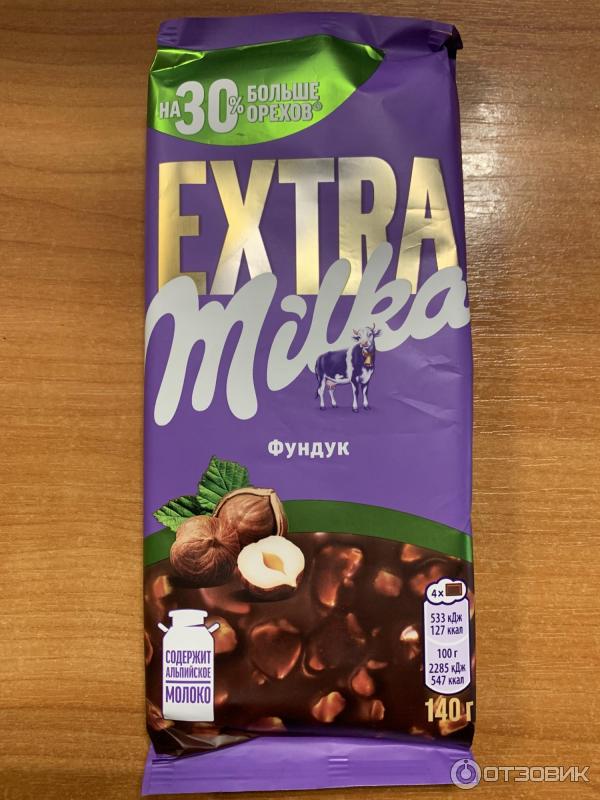 НА 30% БОЛЬШЕ
ОРЕХОВ
EXTRA
Milka
Фундук
4×
533 кДж
127 ккал
100 г
2285 кДж
547 ккал
СОДЕРЖИТ
АЛЬПИЙСКОЕ
МОЛОКО
140 г
ОТЗОВИК